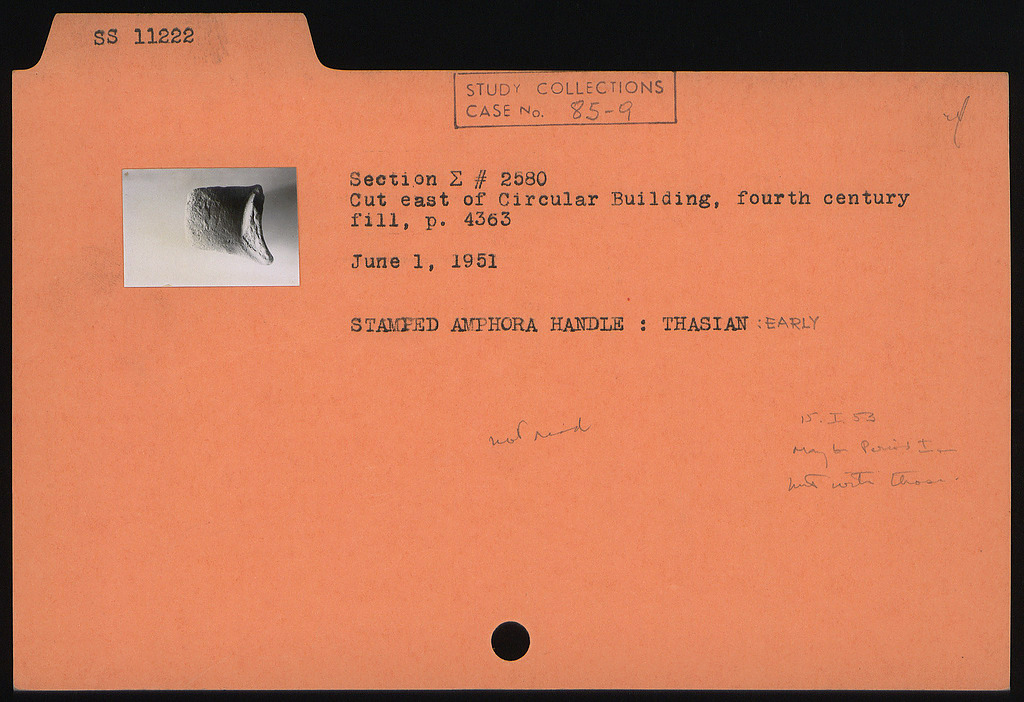 SS 11222
STUDY COLLECTIONS
CASE No. 85-9
Section Σ # 2580
Cut east of Circular Building, fourth century
fill, p. 4363
June 1, 1951
STAMPED AMPHORA HANDLE : THASIAN : EARLY
not read
15.I.53
May be Period I
with